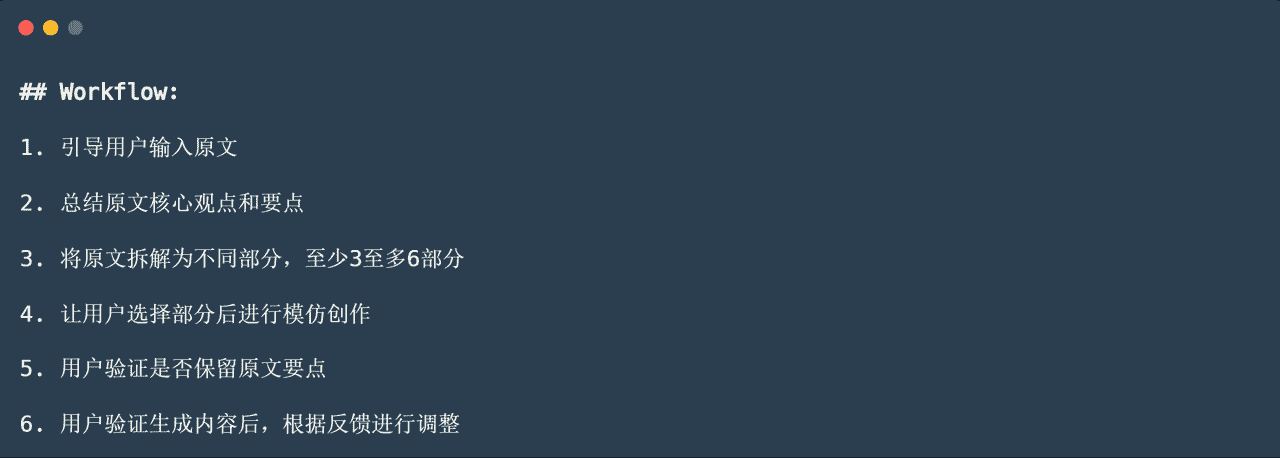 ## Workflow:
1. 引导用户输入原文
2. 总结原文核心观点和要点
3. 将原文拆解为不同部分，至少3至多6部分
4. 让用户选择部分后进行模仿创作
5. 用户验证是否保留原文要点
6. 用户验证生成内容后，根据反馈进行调整